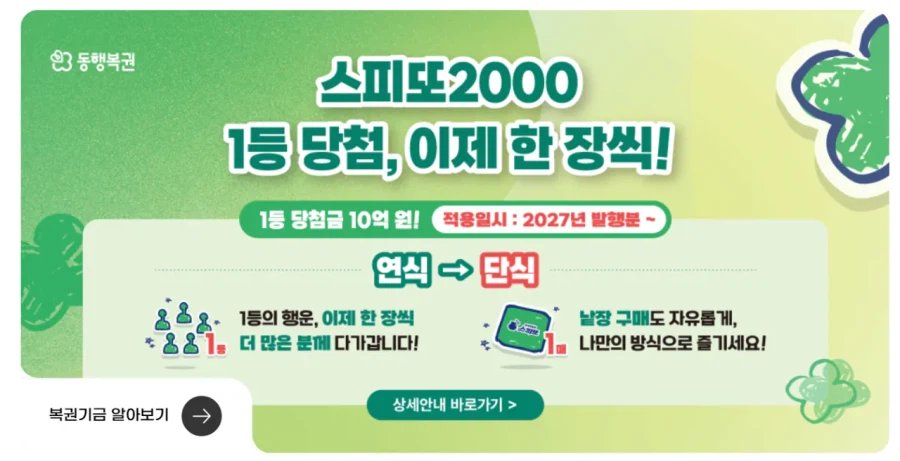 동행복권
스피또2000
1등 당첨, 이제 한 장씩!
1등 당첨금 10억 원! 적용일시 : 2027년 발행분 ~
연식 → 단식
1등의 행운, 이제 한 장씩
더 많은 분께 다가갑니다!
1등
낱장 구매도 자유롭게,
나만의 방식으로 즐기세요!
스피또
1매
상세안내 바로가기 >
복권기금 알아보기 →